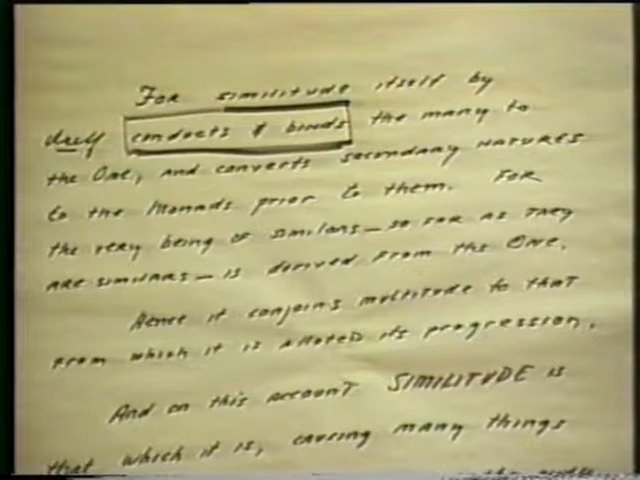 For similitude itself by
itself conducts & binds the many to
the One, and converts secondary natures
to the Monads prior to them. For
the very being of similars — so far as they
are similars — is derived from the One.
Hence it conjoins multitude to that
from which it is allotted its progression.
And on this account SIMILITUDE is
that which it is, causing many things